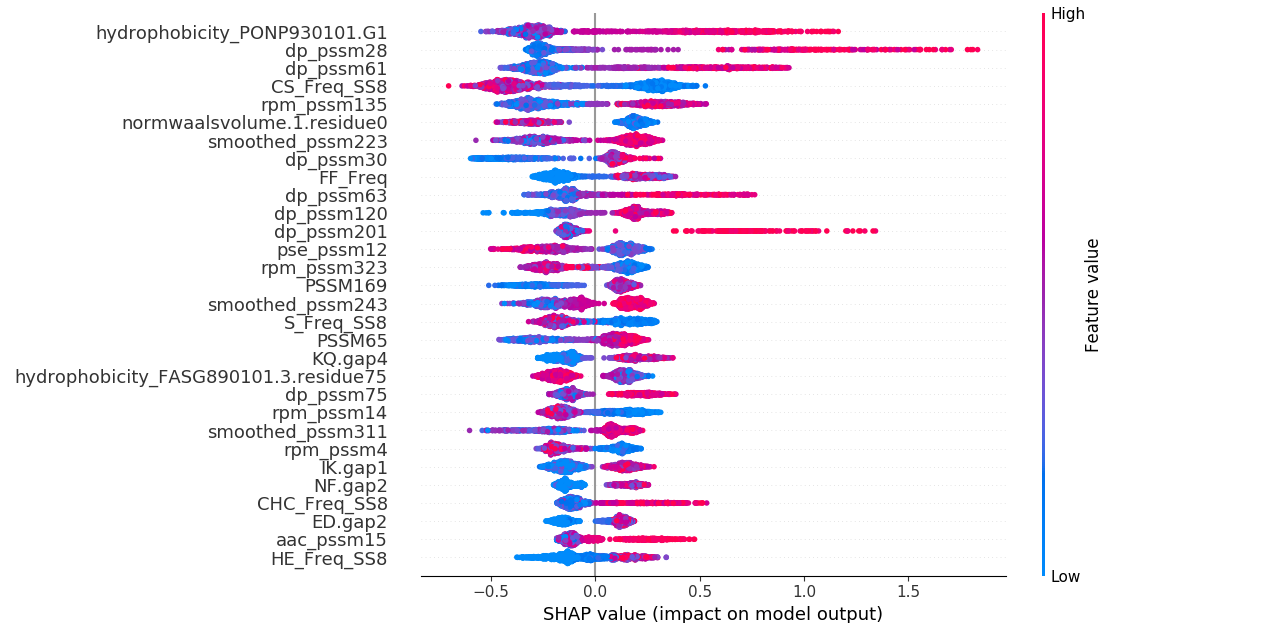 High
hydrophobicity_PONP930101.G1
dp_pssm28
dp_pssm61
CS_Freq_SS8
rpm_pssm135
normwaalsvolume.1.residue0
smoothed_pssm223
dp_pssm30
FF_Freq
dp_pssm63
dp_pssm120
dp_pssm201
pse_pssm12
rpm_pssm323
PSSM169
smoothed_pssm243
S_Freq_SS8
PSSM65
KQ.gap4
hydrophobicity_FASG890101.3.residue75
dp_pssm75
rpm_pssm14
smoothed_pssm311
rpm_pssm4
IK.gap1
NF.gap2
CHC_Freq_SS8
ED.gap2
aac_pssm15
HE_Freq_SS8
Feature value
Low
−0.5 0.0 0.5 1.0 1.5
SHAP value (impact on model output)